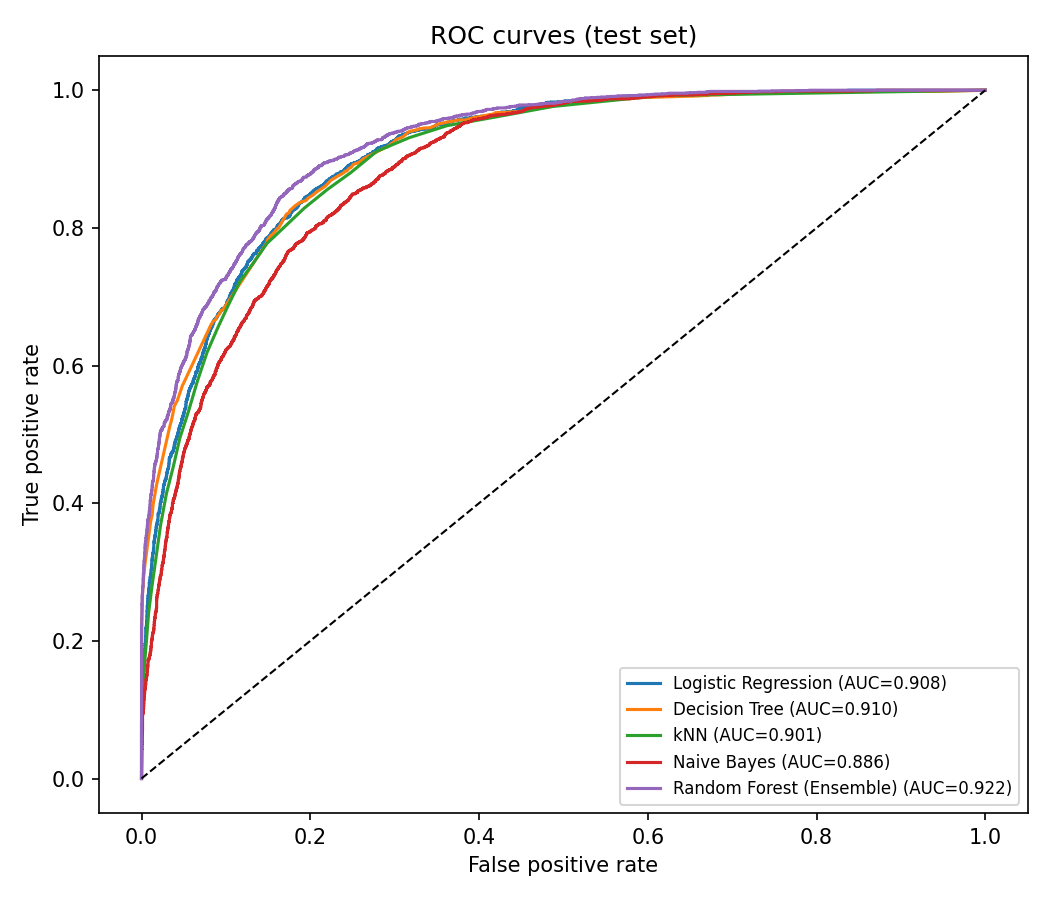 ROC curves (test set)
True positive rate
1.0
0.8
0.6
0.4
0.2
0.0
0.0 0.2 0.4 0.6 0.8 1.0
False positive rate
Logistic Regression (AUC=0.908)
Decision Tree (AUC=0.910)
kNN (AUC=0.901)
Naive Bayes (AUC=0.886)
Random Forest (Ensemble) (AUC=0.922)